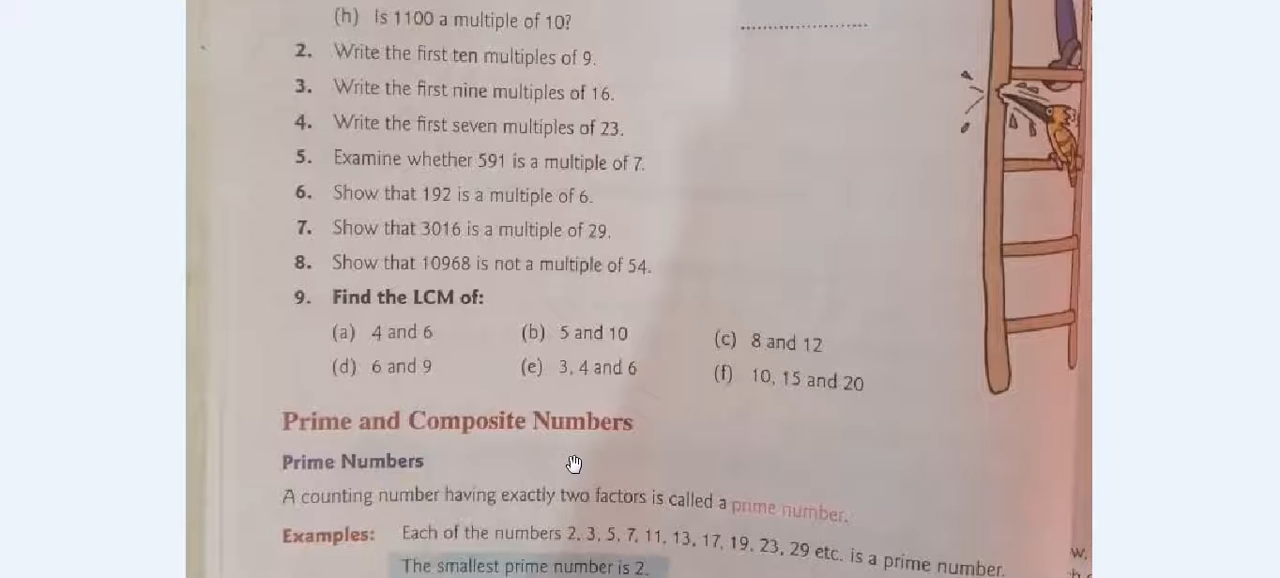 (h) Is 1100 a multiple of 10? ........................
2. Write the first ten multiples of 9.
3. Write the first nine multiples of 16.
4. Write the first seven multiples of 23.
5. Examine whether 591 is a multiple of 7.
6. Show that 192 is a multiple of 6.
7. Show that 3016 is a multiple of 29.
8. Show that 10968 is not a multiple of 54.
9. Find the LCM of:
(a) 4 and 6 (b) 5 and 10 (c) 8 and 12
(d) 6 and 9 (e) 3, 4 and 6 (f) 10, 15 and 20
Prime and Composite Numbers
Prime Numbers
A counting number having exactly two factors is called a prime number.
Examples: Each of the numbers 2, 3, 5, 7, 11, 13, 17, 19, 23, 29 etc. is a prime number.
The smallest prime number is 2.